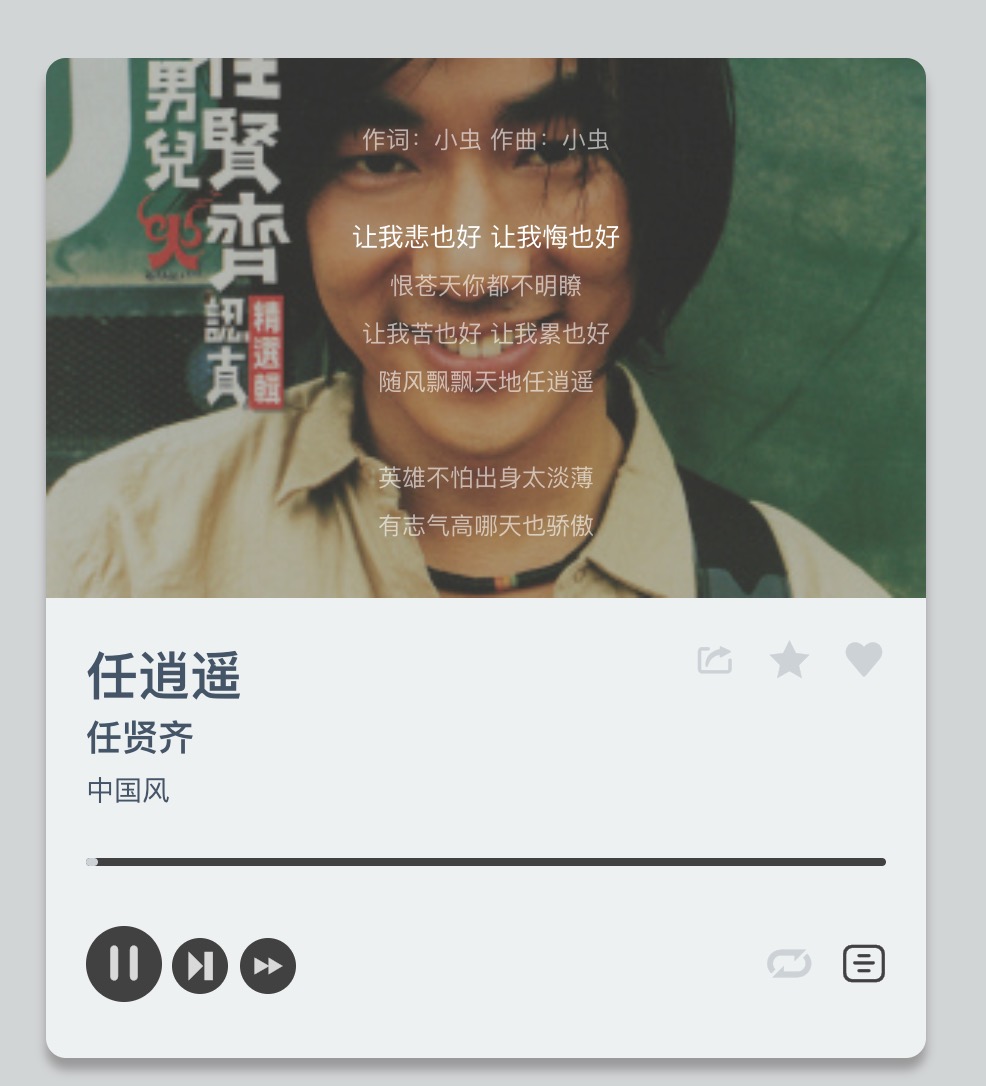 男兒
任賢齊
認真
精選輯
作词：小虫 作曲：小虫
让我悲也好 让我悔也好
恨苍天你都不明瞭
让我苦也好 让我累也好
随风飘飘天地任逍遥
英雄不怕出身太淡薄
有志气高哪天也骄傲
任逍遥
任贤齐
中国风